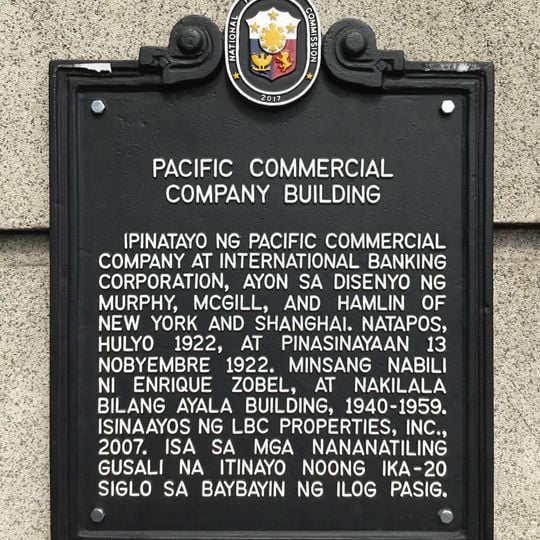 NATIONAL
COMMISSION
2017
PACIFIC COMMERCIAL
COMPANY BUILDING
IPINATAYO NG PACIFIC COMMERCIAL
COMPANY AT INTERNATIONAL BANKING
CORPORATION, AYON SA DISENYO NG
MURPHY, MCGILL, AND HAMLIN OF
NEW YORK AND SHANGHAI. NATAPOS,
HULYO 1922, AT PINASINAYAAN 13
NOBYEMBRE 1922. MINSANG NABILI
NI ENRIQUE ZOBEL, AT NAKILALA
BILANG AYALA BUILDING, 1940-1959.
ISINAAYOS NG LBC PROPERTIES, INC.,
2007. ISA SA MGA NANANATILING
GUSALI NA ITINAYO NOONG IKA-20
SIGLO SA BAYBAYIN NG ILOG PASIG.